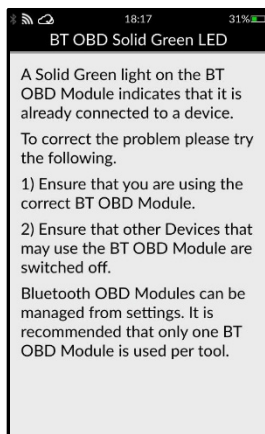 18:17
31%
BT OBD Solid Green LED
A Solid Green light on the BT
OBD Module indicates that it is
already connected to a device.
To correct the problem please try
the following.
1) Ensure that you are using the
correct BT OBD Module.
2) Ensure that other Devices that
may use the BT OBD Module are
switched off.
Bluetooth OBD Modules can be
managed from settings. It is
recommended that only one BT
OBD Module is used per tool.